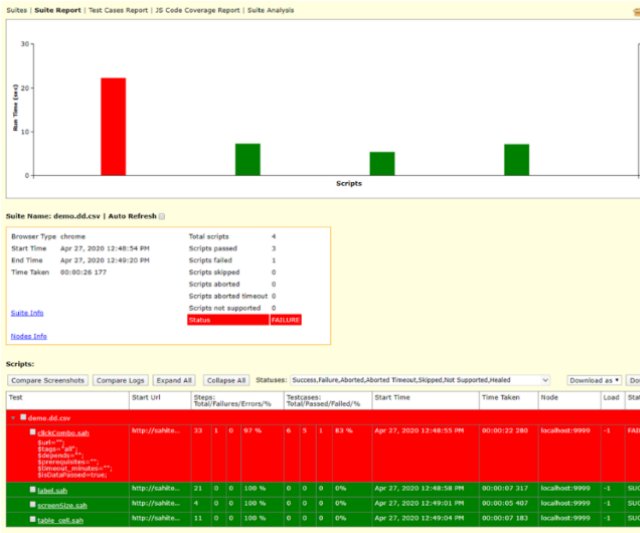 Suites | Suite Report | Test Cases Report | JS Code Coverage Report | Suite Analysis
30
20
10
0
Run Time (sec)
Scripts
Suite Name: demo.dd.csv | Auto Refresh
Browser Type chrome
Start Time Apr 27, 2020 12:48:54 PM
End Time Apr 27, 2020 12:49:20 PM
Time Taken 00:00:26 177
Suite Info
Nodes Info
Total scripts 4
Scripts passed 3
Scripts failed 1
Scripts skipped 0
Scripts aborted 0
Scripts aborted timeout 0
Scripts not supported 0
Status FAILURE
Scripts:
Compare Screenshots Compare Logs Expand All Collapse All Statuses: Success,Failure,Aborted,Aborted Timeout,Skipped,Not Supported,Healed Download as Do
Test Start Url Steps: Testcases: Start Time Time Taken Node Load Stat
Total/Failures/Errors/% Total/Passed/Failed/%
demo.dd.csv
clickCombo.sah http://sahite... 33 1 0 97 % 6 5 1 83 % Apr 27, 2020 12:48:55 PM 00:00:22 280 localhost:9999 -1 FAI
$url="";
$tags="all";
$depends="";
$prerequisites="";
$timeout_minutes="";
$isDataPassed=true;
label.sah http://sahite... 21 0 0 100 % 0 0 0 0% Apr 27, 2020 12:48:58 PM 00:00:07 317 localhost:9999 -1 SUC
screenSize.sah http://sahite... 4 0 0 100 % 0 0 0 0% Apr 27, 2020 12:49:01 PM 00:00:05 407 localhost:9999 -1 SUC
table_cell.sah http://sahite... 11 0 0 100 % 0 0 0 0% Apr 27, 2020 12:49:04 PM 00:00:07 183 localhost:9999 -1 SUC